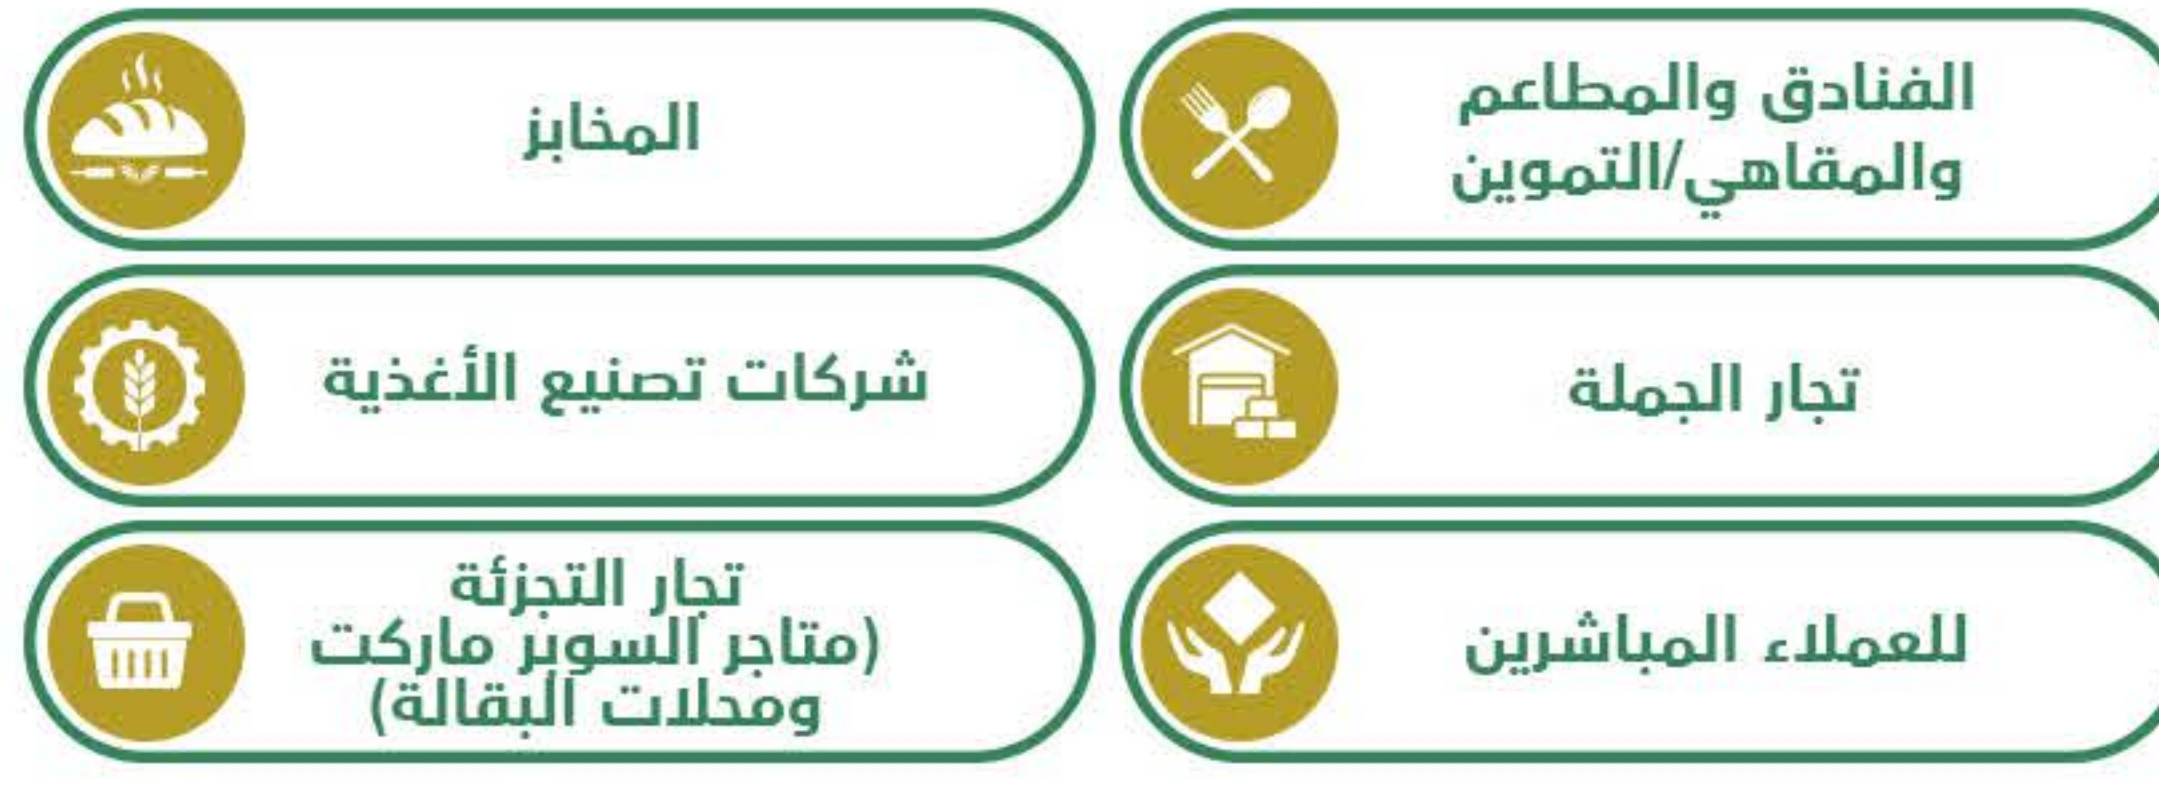 الفنادق والمطاعم
والمقاهي/التموين
المخابز
تجار الجملة
شركات تصنيع الأغذية
للعملاء المباشرين
تجار التجزئة
(متاجر السوبر ماركت
ومحلات البقالة)